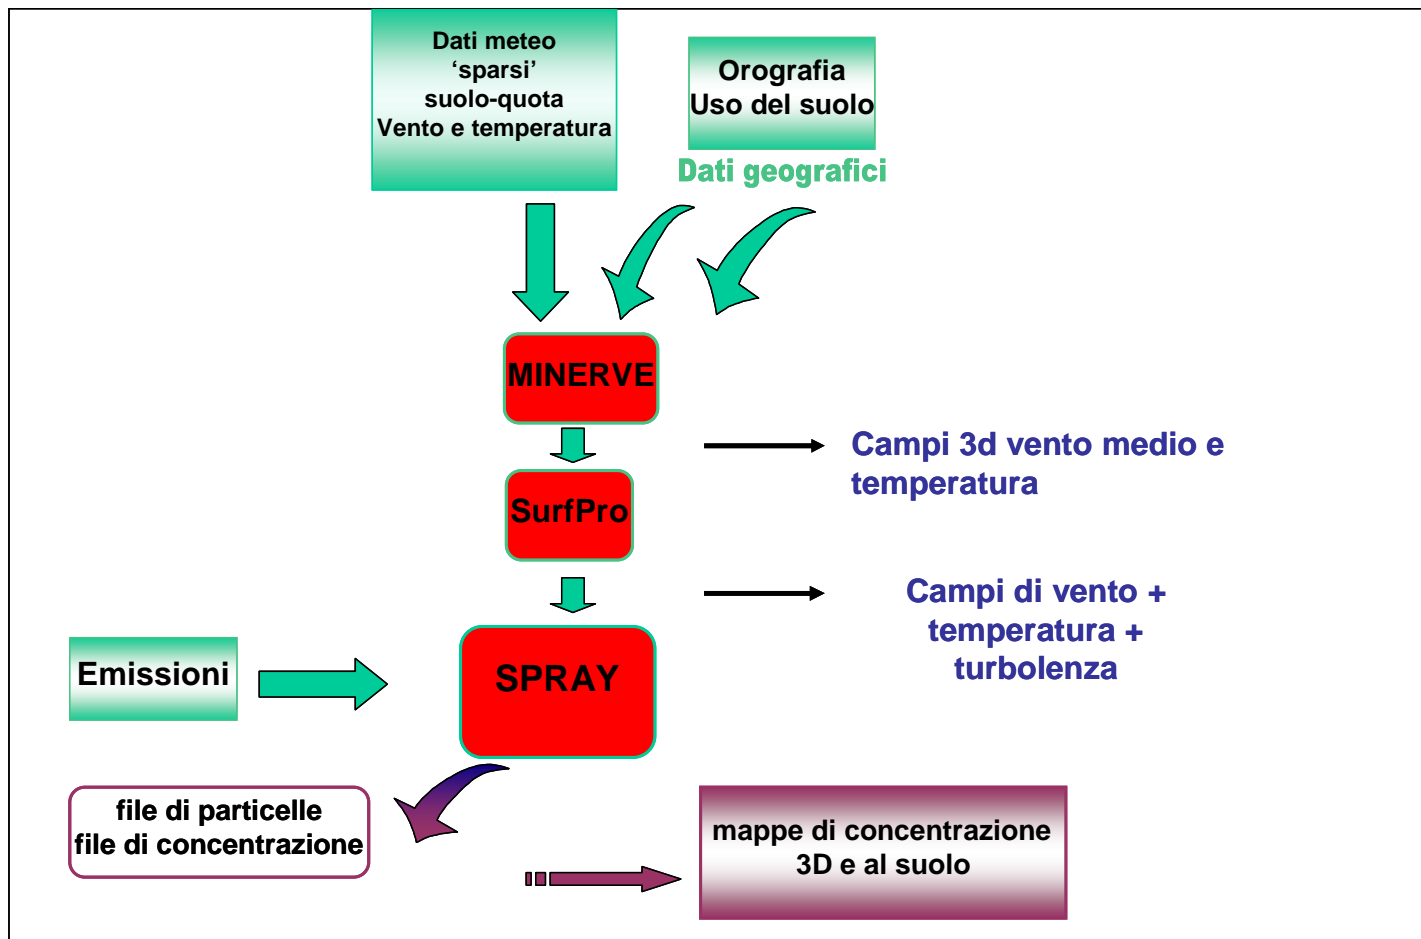 Dati meteo
‘sparsi’
suolo-quota
Vento e temperatura
Orografia
Uso del suolo
Dati geografici
MINERVE
Campi 3d vento medio e
temperatura
SurfPro
Campi di vento +
temperatura +
turbolenza
Emissioni
SPRAY
file di particelle
file di concentrazione
mappe di concentrazione
3D e al suolo